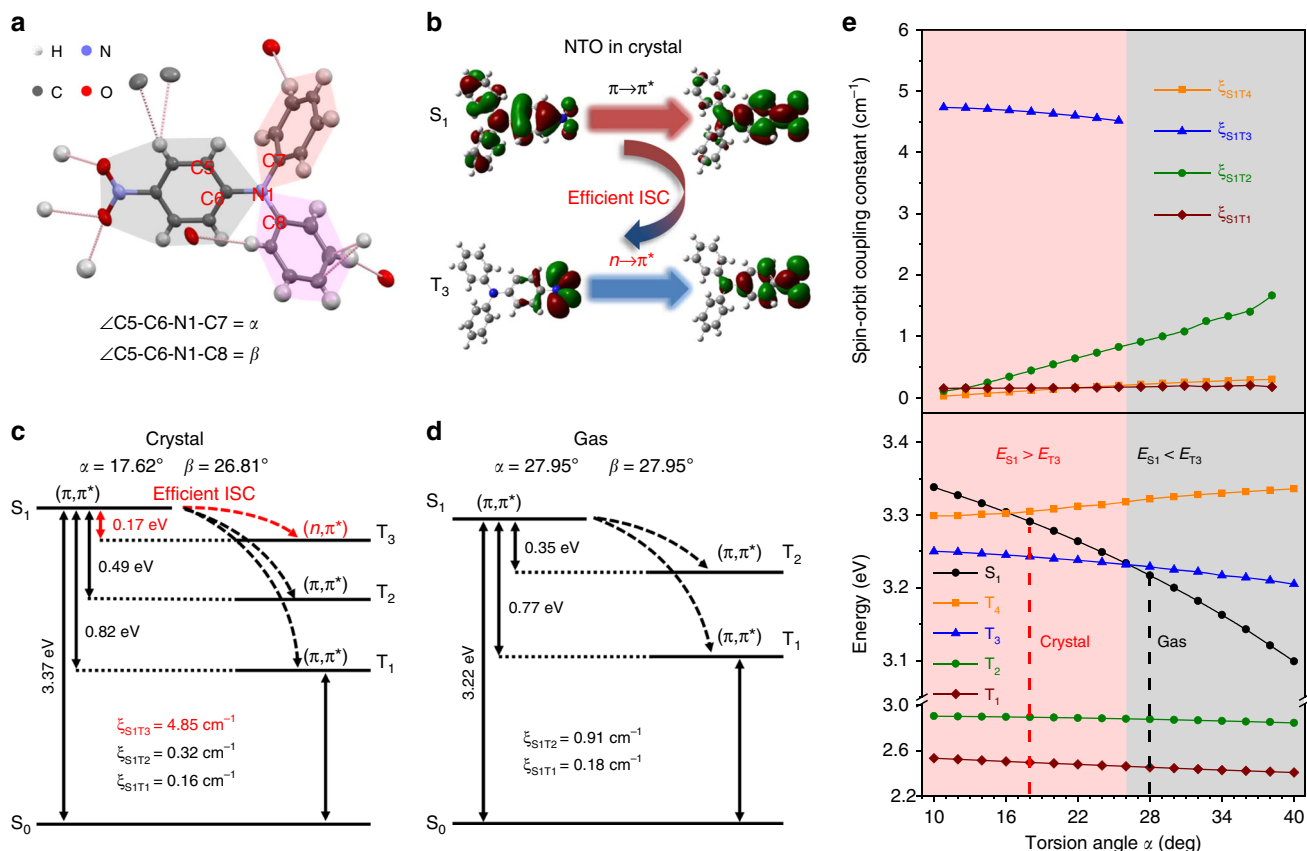 a
H N
C O
C5
C6
N1
C7
C8
∠C5-C6-N1-C7 = α
∠C5-C6-N1-C8 = β
b
NTO in crystal
S1
π→π*
Efficient ISC
T3
n→π*
c
Crystal
α = 17.62° β = 26.81°
(π,π*)
Efficient ISC
S1
0.17 eV
(n,π*)
T3
0.49 eV
(π,π*)
T2
0.82 eV
(π,π*)
T1
3.37 eV
ξS1T3 = 4.85 cm−1
ξS1T2 = 0.32 cm−1
ξS1T1 = 0.16 cm−1
S0
d
Gas
α = 27.95° β = 27.95°
(π,π*)
S1
0.35 eV
(π,π*)
T2
0.77 eV
(π,π*)
T1
3.22 eV
ξS1T2 = 0.91 cm−1
ξS1T1 = 0.18 cm−1
S0
e
Spin-orbit coupling constant (cm−1)
6
5
4
3
2
1
0
ξS1T4
ξS1T3
ξS1T2
ξS1T1
Energy (eV)
3.4
3.3
3.2
3.1
3.0
2.6
2.2
ES1 > ET3
ES1 < ET3
S1
T4
T3
T2
T1
Crystal
Gas
10 16 22 28 34 40
Torsion angle α (deg)